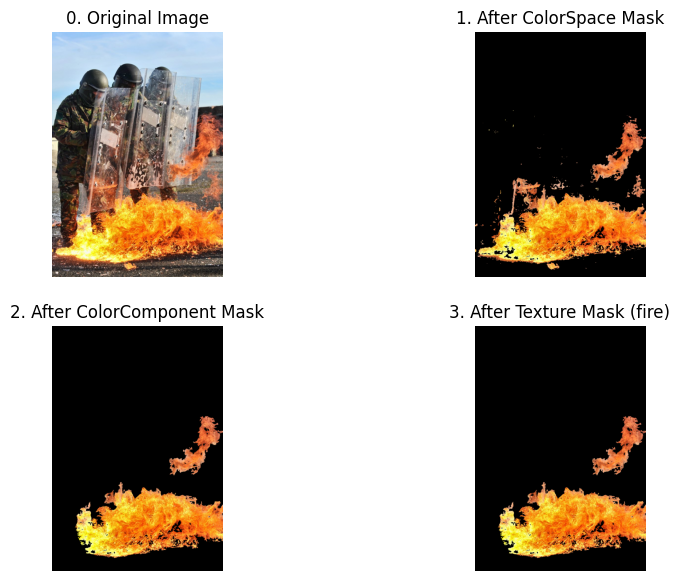 0. Original Image
1. After ColorSpace Mask
2. After ColorComponent Mask
3. After Texture Mask (fire)